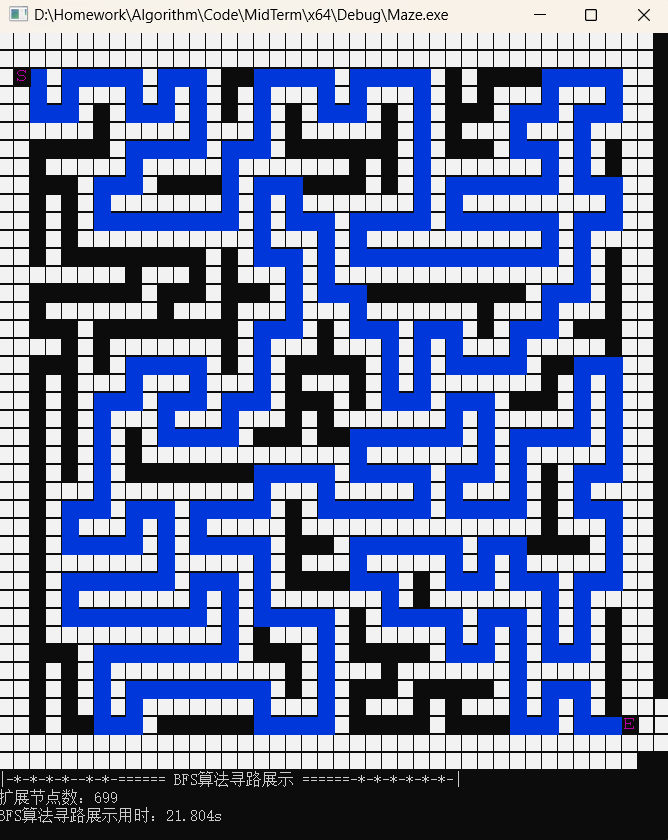 D:\Homework\Algorithm\Code\MidTerm\x64\Debug\Maze.exe
S
E
|-*-*-*-*--*-*-====== BFS算法寻路展示 ======-*-*-*-*-*-*-|
扩展节点数: 699
BFS算法寻路展示用时: 21.804s